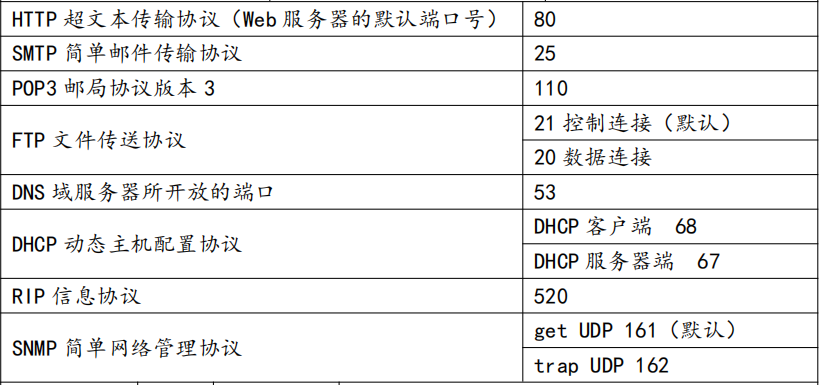 HTTP 超文本传输协议（Web 服务器的默认端口号） 80
SMTP 简单邮件传输协议 25
POP3 邮局协议版本 3 110
FTP 文件传送协议
21 控制连接（默认）
20 数据连接
DNS 域服务器所开放的端口 53
DHCP 动态主机配置协议
DHCP 客户端 68
DHCP 服务器端 67
RIP 信息协议 520
SNMP 简单网络管理协议
get UDP 161（默认）
trap UDP 162